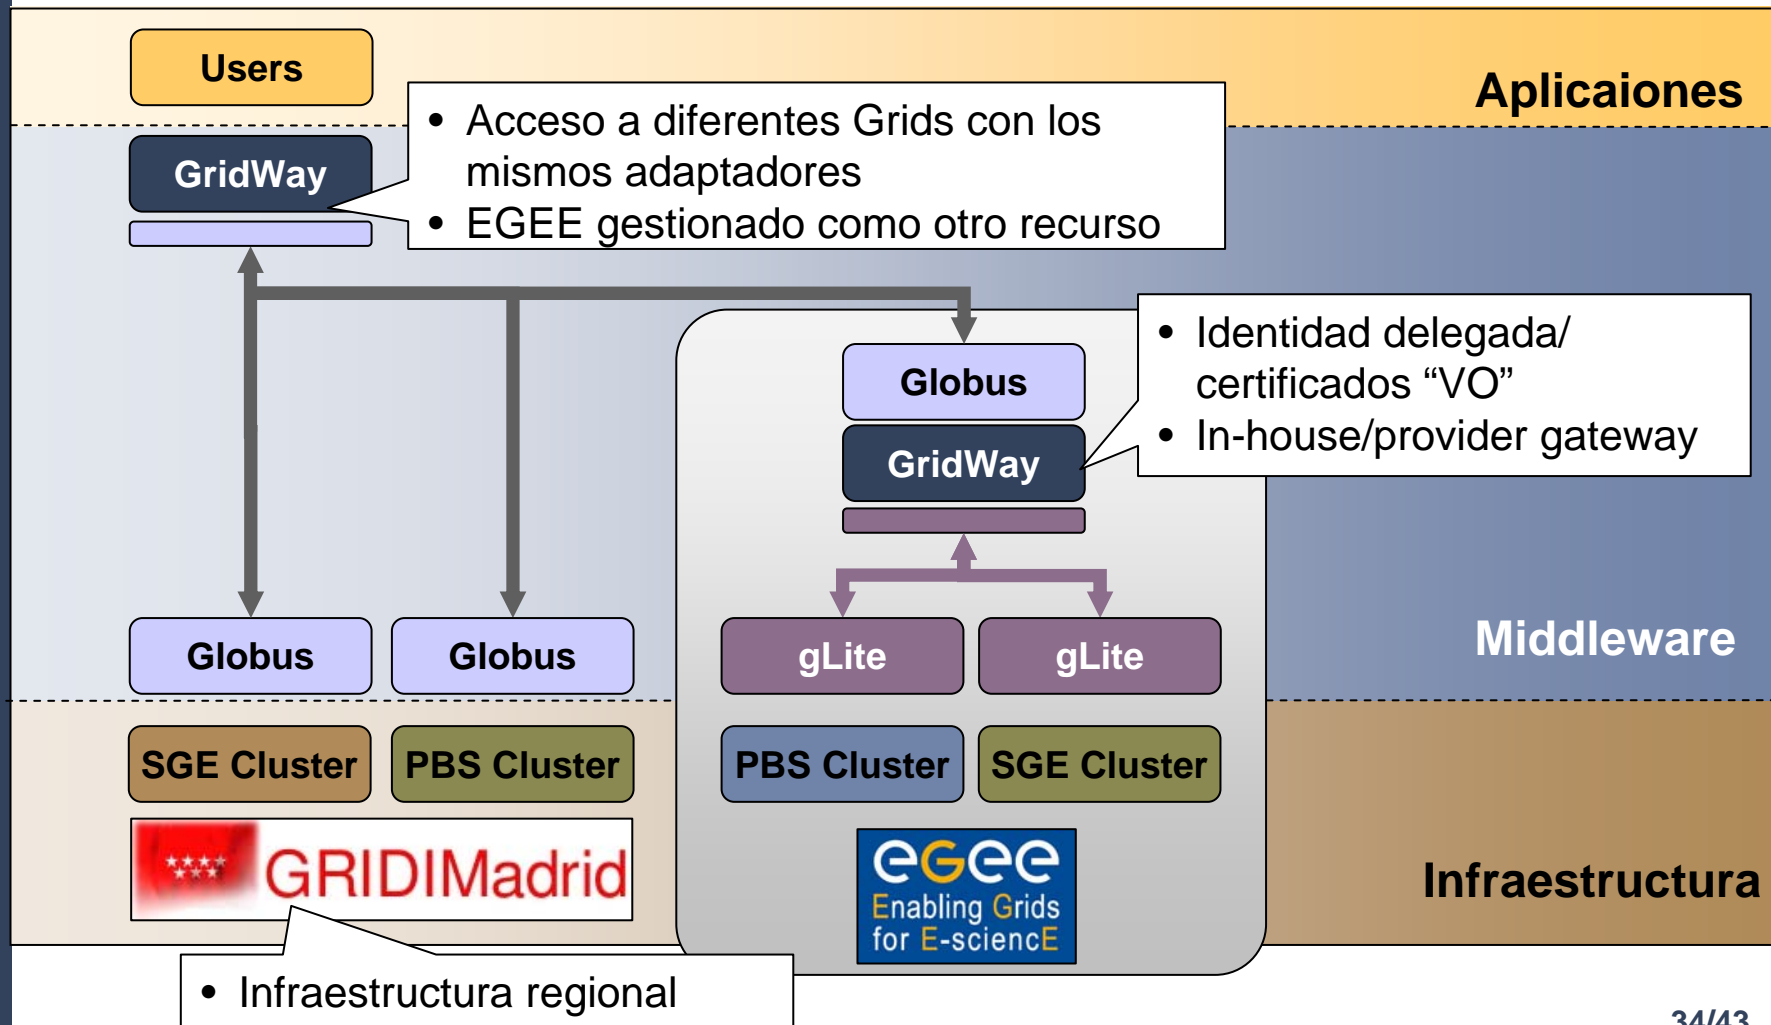 Users
Aplicaiones
• Acceso a diferentes Grids con los
mismos adaptadores
• EGEE gestionado como otro recurso
GridWay
• Identidad delegada/
certificados “VO”
• In-house/provider gateway
Globus
GridWay
Globus
Globus
gLite
gLite
Middleware
SGE Cluster
PBS Cluster
PBS Cluster
SGE Cluster
GRIDIMadrid
egee
Enabling Grids
for E-sciencE
Infraestructura
• Infraestructura regional
34/43